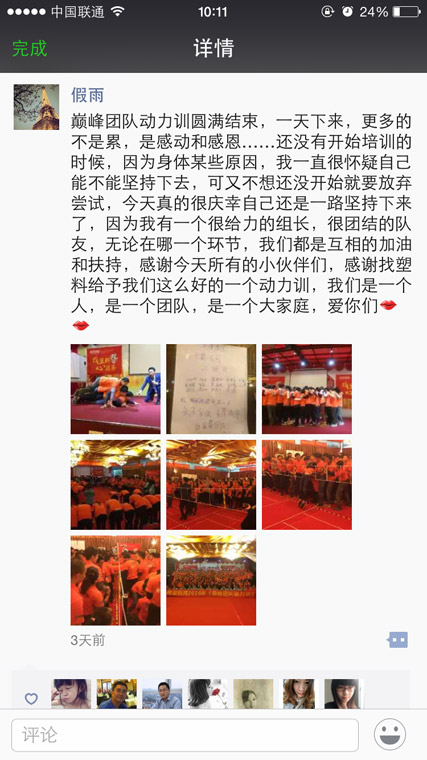 中国联通
10:11
24%
完成
详情
假雨
巅峰团队动力训圆满结束，一天下来，更多的
不是累，是感动和感恩……还没有开始培训的
时候，因为身体某些原因，我一直很怀疑自己
能不能坚持下去，可又不想还没开始就要放弃
尝试，今天真的很庆幸自己还是一路坚持下来
了，因为我有一个很给力的组长，很团结的队
友，无论在哪一个环节，我们都是互相的加油
和扶持，感谢今天所有的小伙伴们，感谢找塑
料给予我们这么好的一个动力训，我们是一个
人，是一个团队，是一个大家庭，爱你们💋
💋
3天前
评论